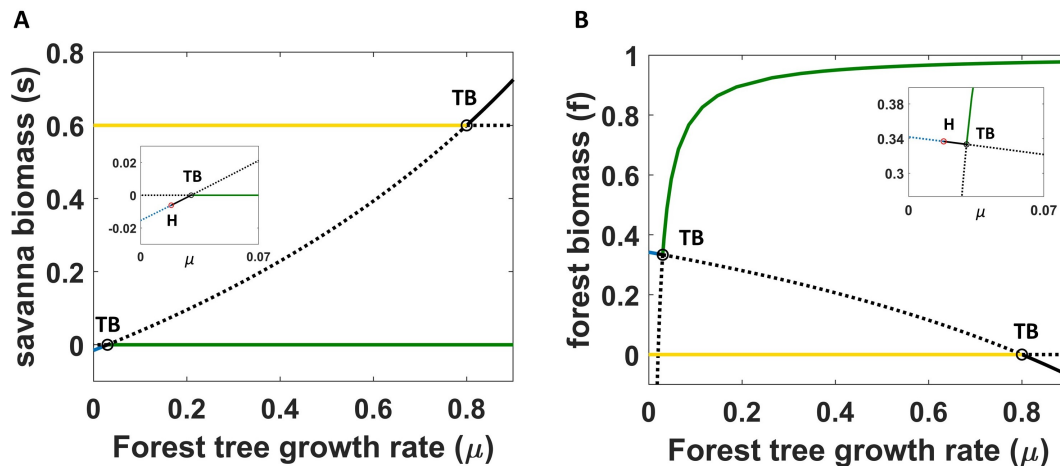 A
savanna biomass (s)
0.8
0.6
0.4
0.2
0
0
0.2
0.4
0.6
0.8
Forest tree growth rate (μ)
TB
TB
0.02
0
-0.02
TB
H
0
μ
0.07
B
forest biomass (f)
1
0.8
0.6
0.4
0.2
0
0
0.2
0.4
0.6
0.8
Forest tree growth rate (μ)
TB
TB
0.38
0.34
0.3
H
TB
0
μ
0.07